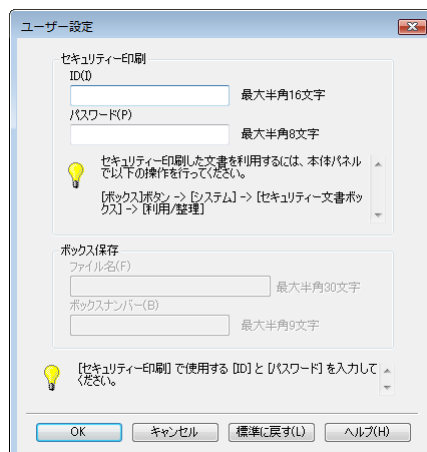 ユーザー設定
セキュリティー印刷
ID(I)
最大半角16文字
パスワード(P)
最大半角8文字
セキュリティー印刷した文書を利用するには、本体パネル
で以下の操作を行ってください。
[ボックス]ボタン -> [システム] -> [セキュリティー文書ボッ
クス] -> [利用/整理]
ボックス保存
ファイル名(F)
最大半角30文字
ボックスナンバー(B)
最大半角9文字
[セキュリティー印刷] で使用する [ID] と [パスワード] を入力して
ください。
OK
キャンセル
標準に戻す(L)
ヘルプ(H)